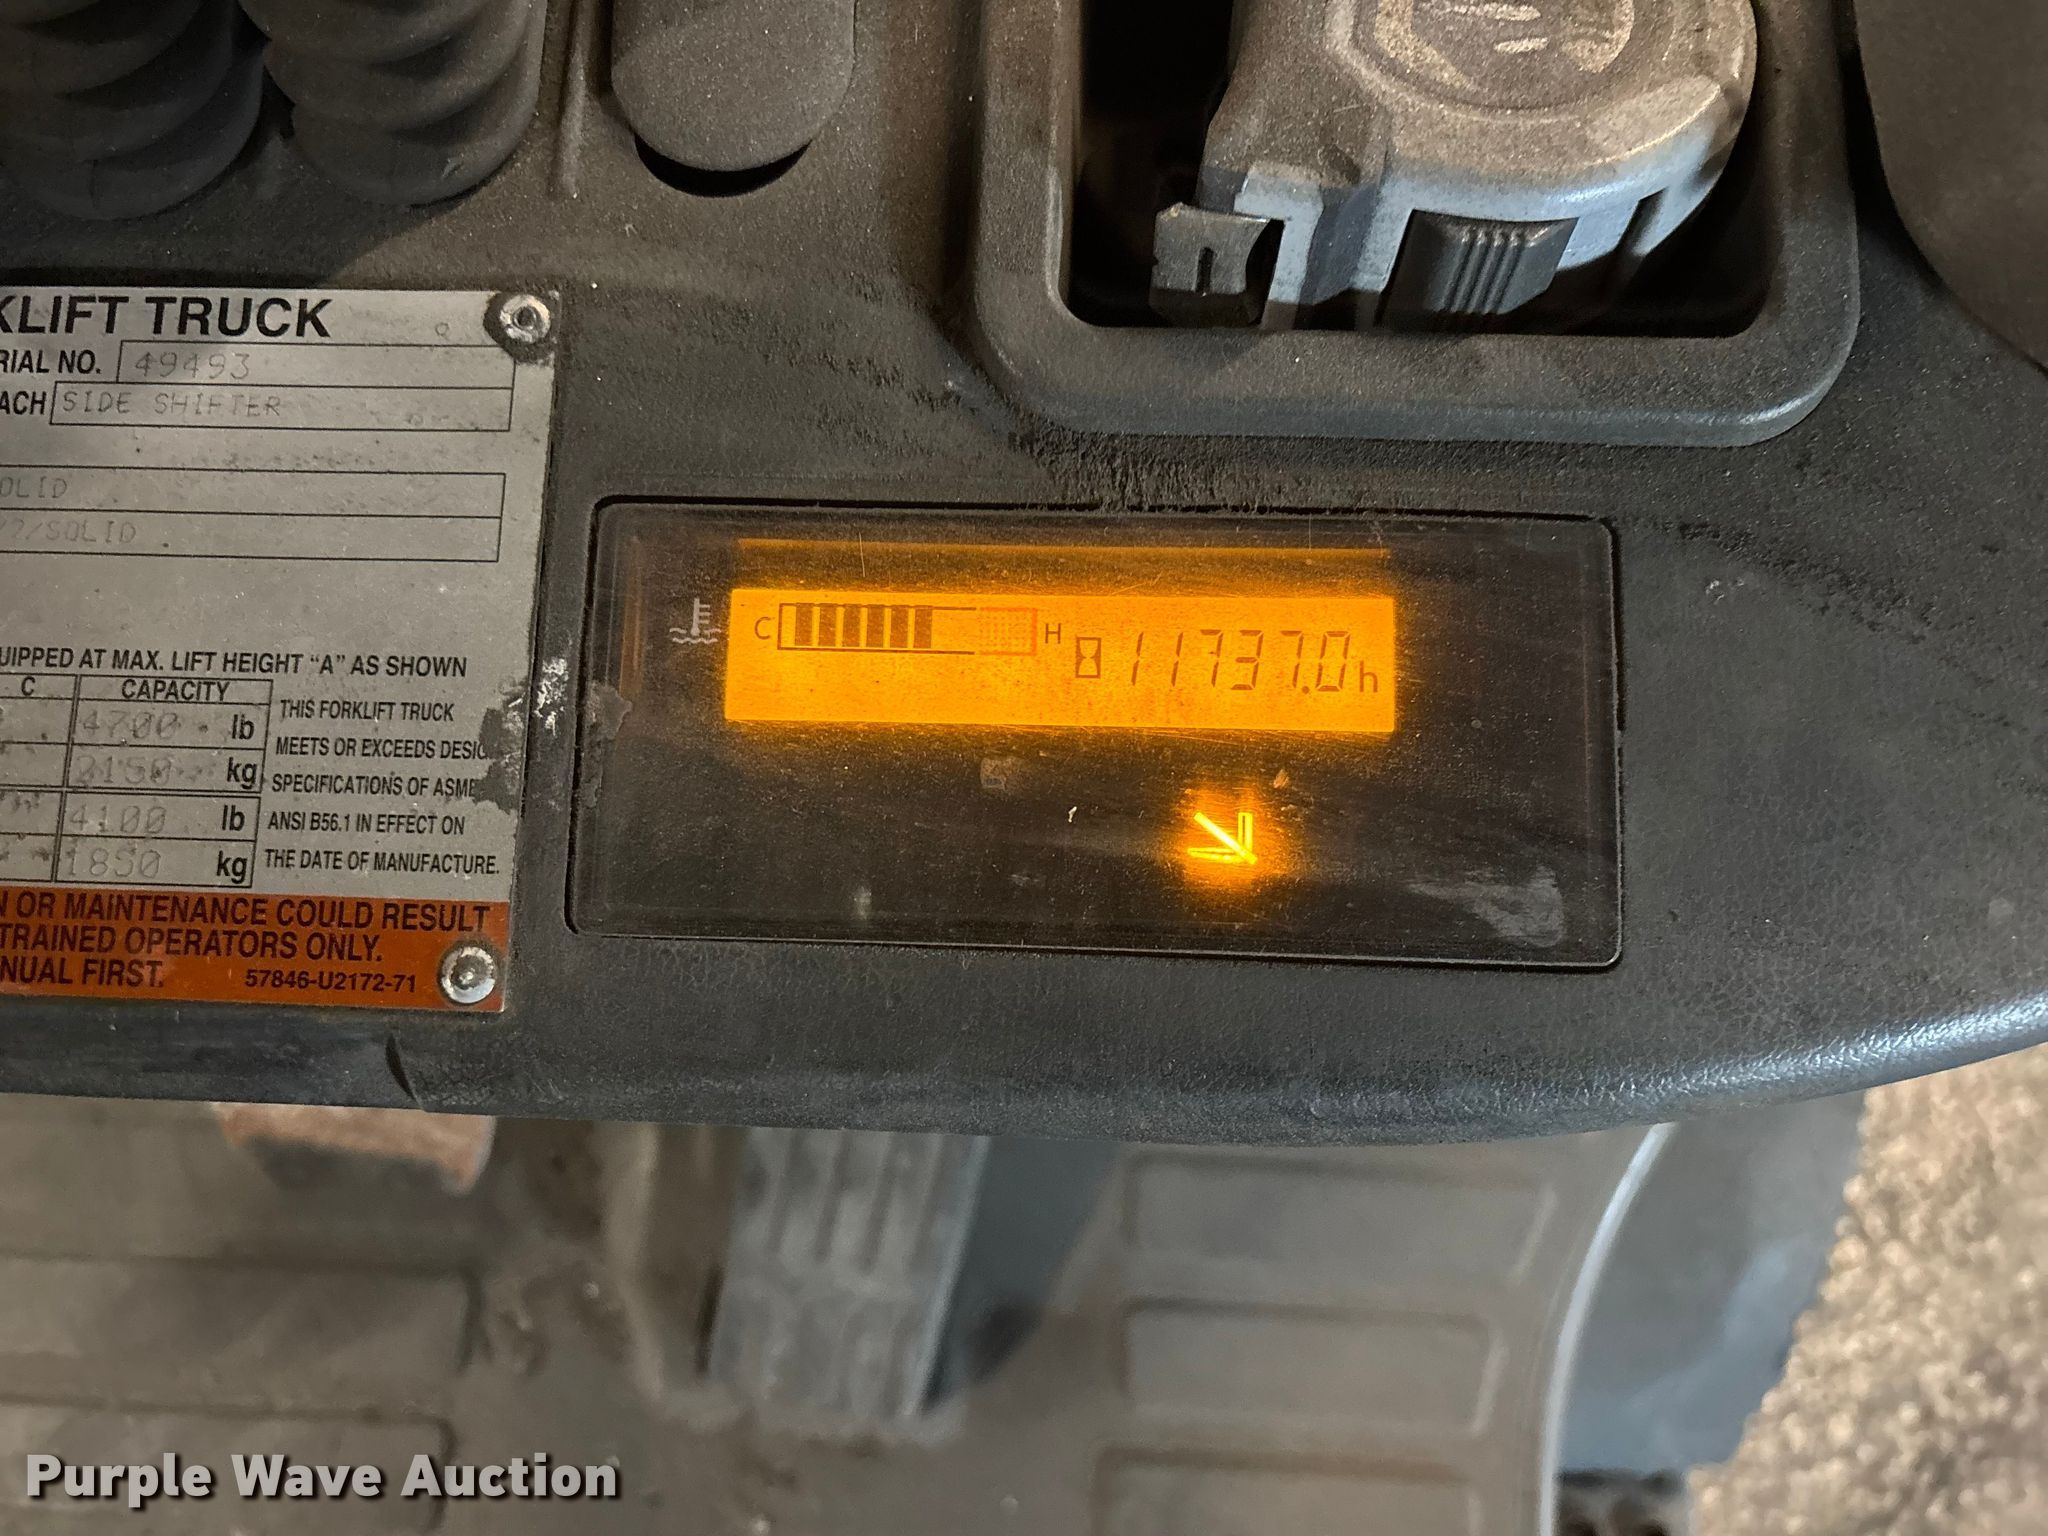 KLIFT TRUCK
RIAL NO. 49493
ACH SIDE SHIFTER
OLID
/SOLID
UIPPED AT MAX. LIFT HEIGHT "A" AS SHOWN
C CAPACITY
4700 lb
2150 kg
4100 lb
1850 kg
THIS FORKLIFT TRUCK
MEETS OR EXCEEDS DESIG
SPECIFICATIONS OF ASME
ANSI B56.1 IN EFFECT ON
THE DATE OF MANUFACTURE.
N OR MAINTENANCE COULD RESULT
TRAINED OPERATORS ONLY.
NUAL FIRST. 57846-U2172-71
C H 11737.0h
Purple Wave Auction